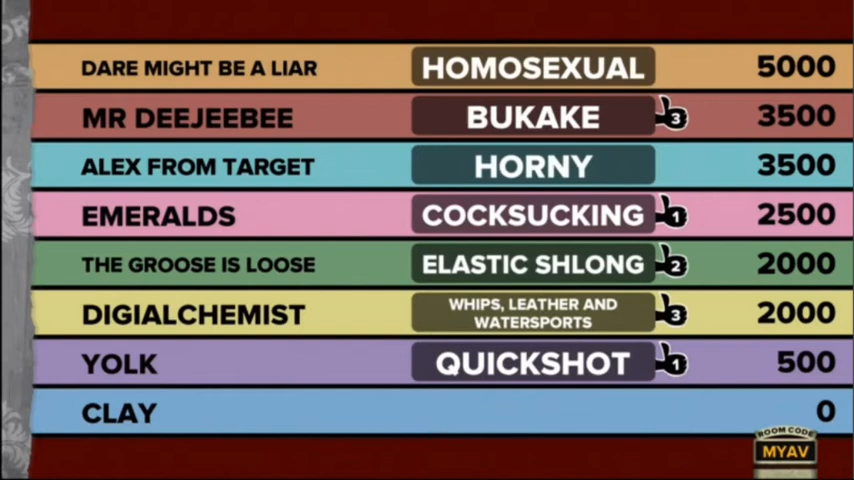 DARE MIGHT BE A LIAR HOMOSEXUAL 5000
MR DEEJEEBEE BUKAKE 3 3500
ALEX FROM TARGET HORNY 3500
EMERALDS COCKSUCKING 1 2500
THE GROOSE IS LOOSE ELASTIC SHLONG 2 2000
DIGIALCHEMIST WHIPS, LEATHER AND
WATERSPORTS 3 2000
YOLK QUICKSHOT 1 500
CLAY 0
ROOM CODE
MYAV